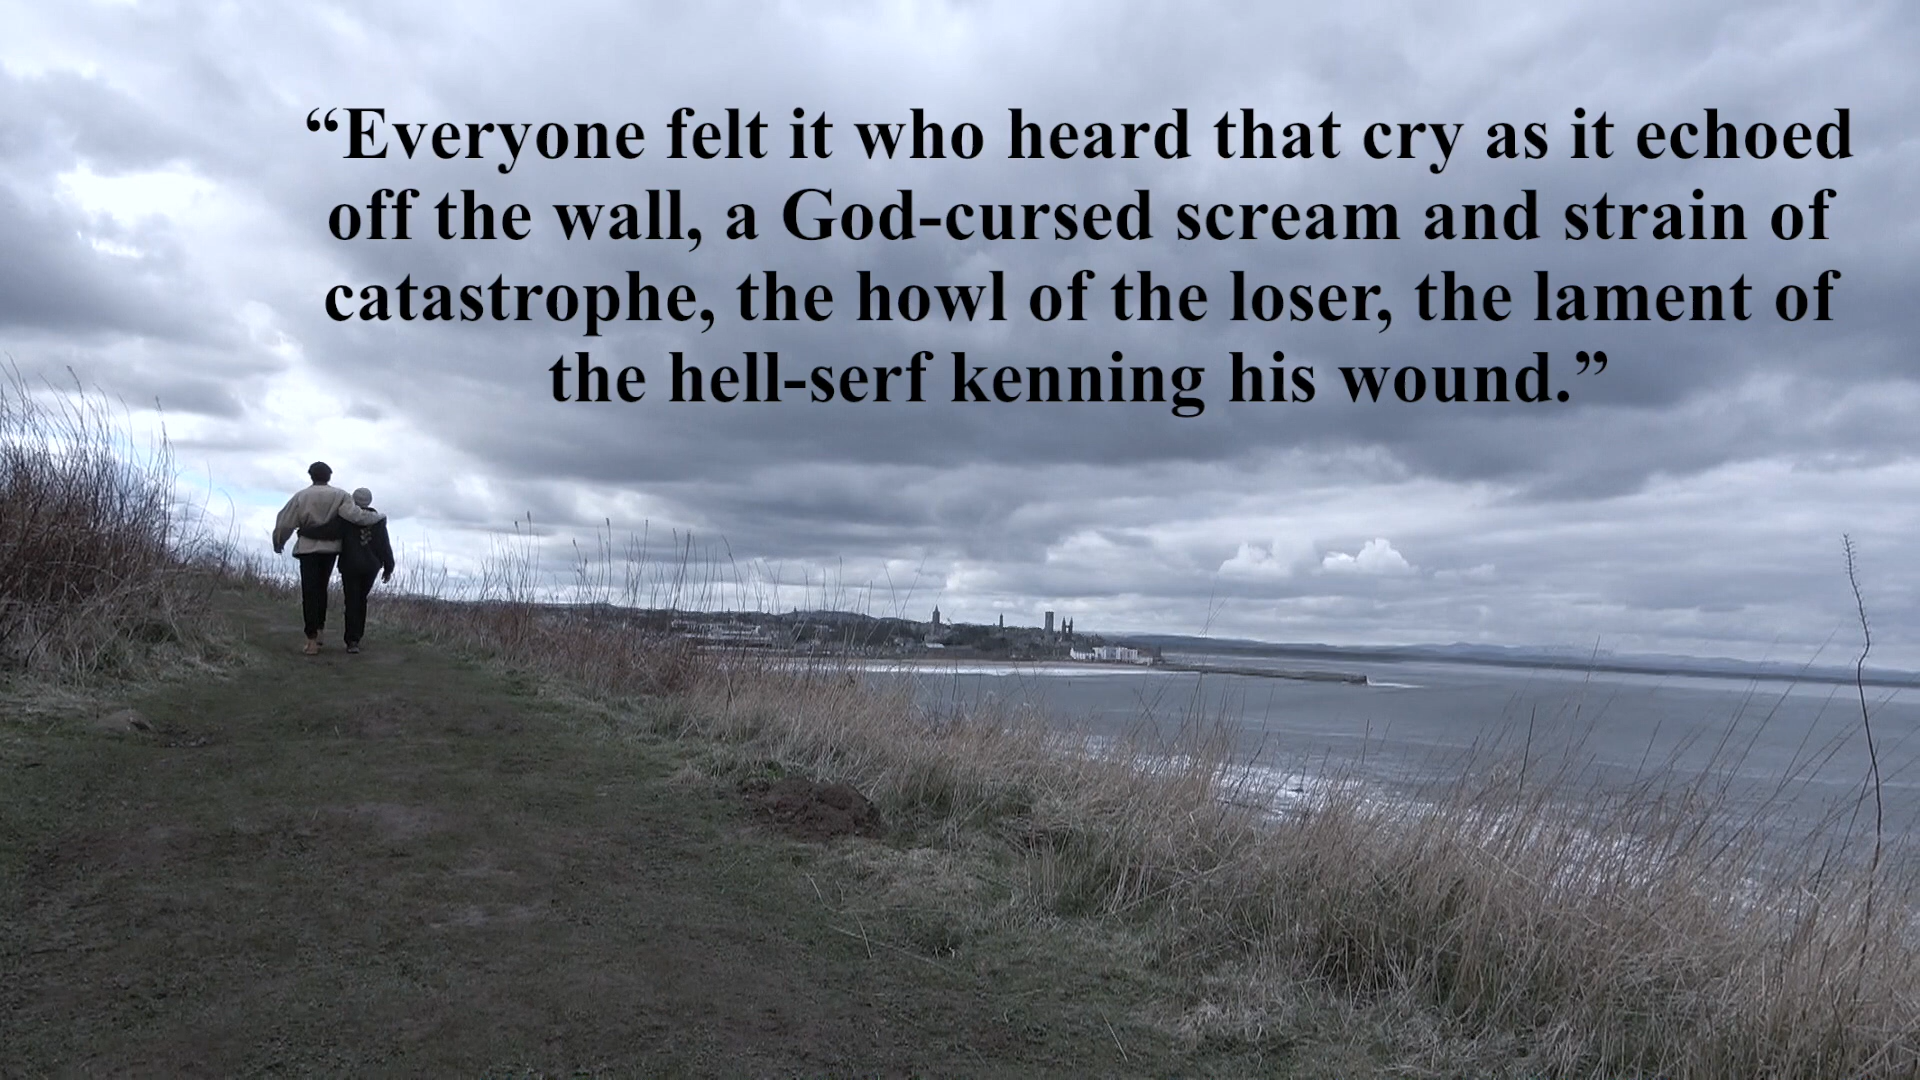 “Everyone felt it who heard that cry as it echoed
off the wall, a God-cursed scream and strain of
catastrophe, the howl of the loser, the lament of
the hell-serf kenning his wound.”